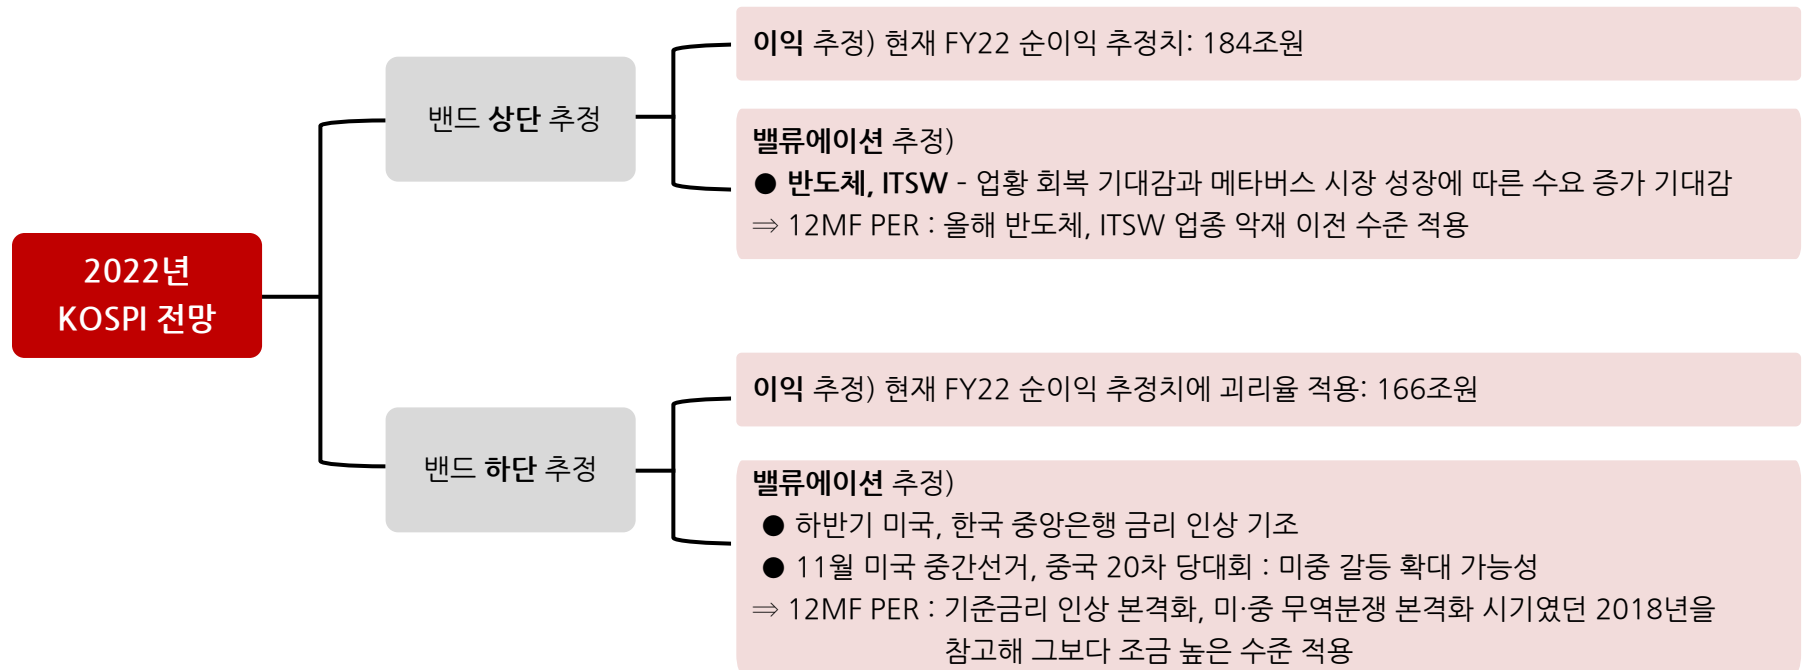 2022년
KOSPI 전망
밴드 상단 추정
이익 추정) 현재 FY22 순이익 추정치: 184조원
밸류에이션 추정)
● 반도체, ITSW - 업황 회복 기대감과 메타버스 시장 성장에 따른 수요 증가 기대감
⇒ 12MF PER : 올해 반도체, ITSW 업종 악재 이전 수준 적용
밴드 하단 추정
이익 추정) 현재 FY22 순이익 추정치에 괴리율 적용: 166조원
밸류에이션 추정)
● 하반기 미국, 한국 중앙은행 금리 인상 기조
● 11월 미국 중간선거, 중국 20차 당대회 : 미중 갈등 확대 가능성
⇒ 12MF PER : 기준금리 인상 본격화, 미·중 무역분쟁 본격화 시기였던 2018년을
참고해 그보다 조금 높은 수준 적용